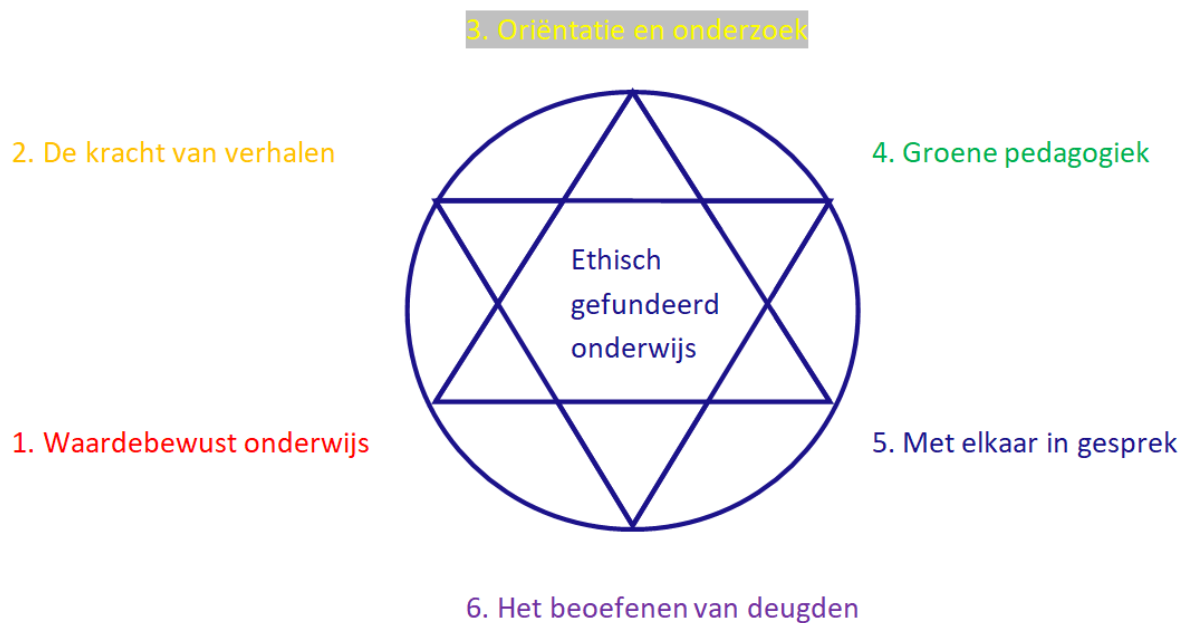 3. Oriëntatie en onderzoek
2. De kracht van verhalen
4. Groene pedagogiek
Ethisch
gefundeerd
onderwijs
1. Waardebewust onderwijs
5. Met elkaar in gesprek
6. Het beoefenen van deugden